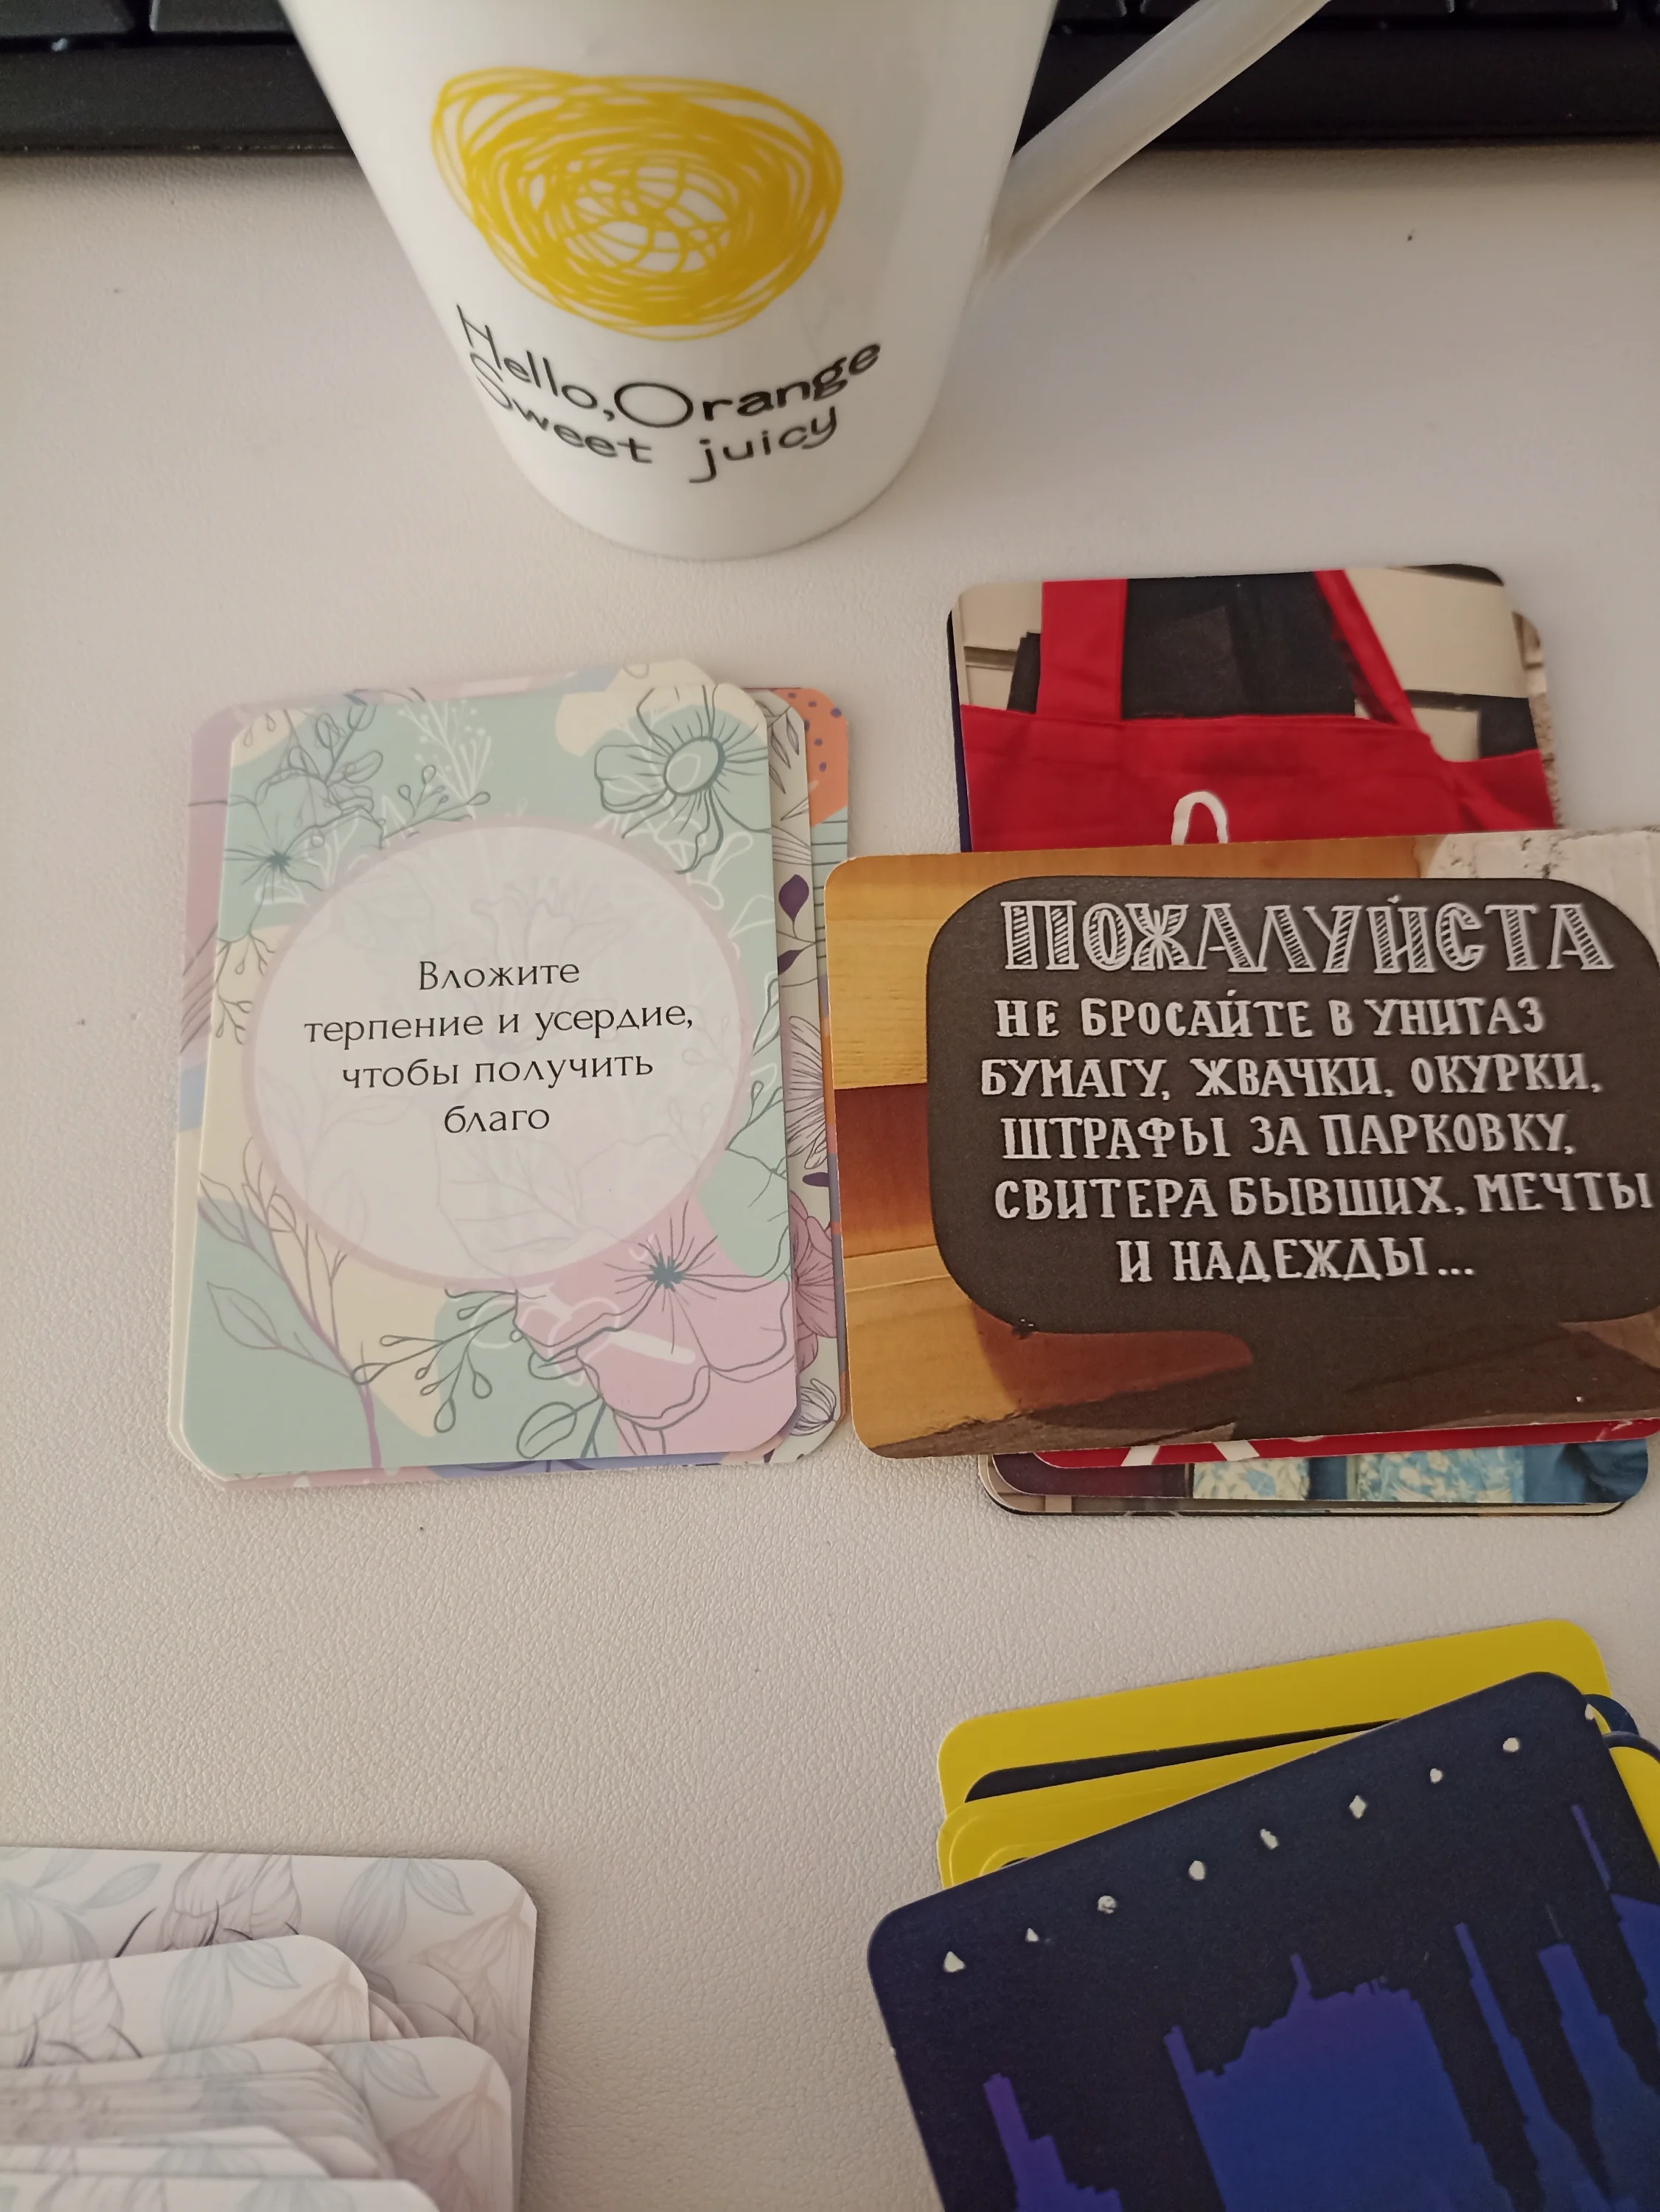 Hello, Orange
Sweet juicy
Вложите
терпение и усердие,
чтобы получить
благо
ПОЖАЛУЙСТА
НЕ БРОСАЙТЕ В УНИТАЗ
БУМАГУ, ЖВАЧКИ, ОКУРКИ,
ШТРАФЫ ЗА ПАРКОВКУ,
СВИТЕРА БЫВШИХ, МЕЧТЫ
И НАДЕЖДЫ...